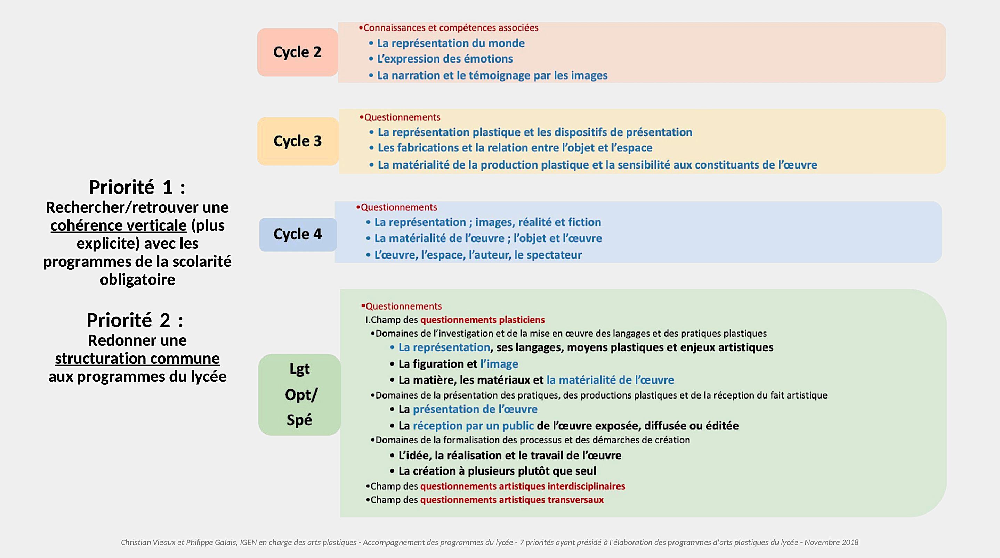 Priorité 1 :
Rechercher/retrouver une
cohérence verticale (plus
explicite) avec les
programmes de la scolarité
obligatoire
Priorité 2 :
Redonner une
structuration commune
aux programmes du lycée
Cycle 2
•Connaissances et compétences associées
• La représentation du monde
• L’expression des émotions
• La narration et le témoignage par les images
Cycle 3
•Questionnements
• La représentation plastique et les dispositifs de présentation
• Les fabrications et la relation entre l’objet et l’espace
• La matérialité de la production plastique et la sensibilité aux constituants de l’œuvre
Cycle 4
•Questionnements
• La représentation ; images, réalité et fiction
• La matérialité de l’œuvre ; l’objet et l’œuvre
• L’œuvre, l’espace, l’auteur, le spectateur
Lgt
Opt/
Spé
▪Questionnements
I.Champ des questionnements plasticiens
•Domaines de l’investigation et de la mise en œuvre des langages et des pratiques plastiques
• La représentation, ses langages, moyens plastiques et enjeux artistiques
• La figuration et l’image
• La matière, les matériaux et la matérialité de l’œuvre
•Domaines de la présentation des pratiques, des productions plastiques et de la réception du fait artistique
• La présentation de l’œuvre
• La réception par un public de l’œuvre exposée, diffusée ou éditée
•Domaines de la formalisation des processus et des démarches de création
• L’idée, la réalisation et le travail de l’œuvre
• La création à plusieurs plutôt que seul
•Champ des questionnements artistiques interdisciplinaires
•Champ des questionnements artistiques transversaux
Christian Vieaux et Philippe Galais, IGEN en charge des arts plastiques - Accompagnement des programmes du lycée - 7 priorités ayant présidé à l'élaboration des programmes d'arts plastiques du lycée - Novembre 2018